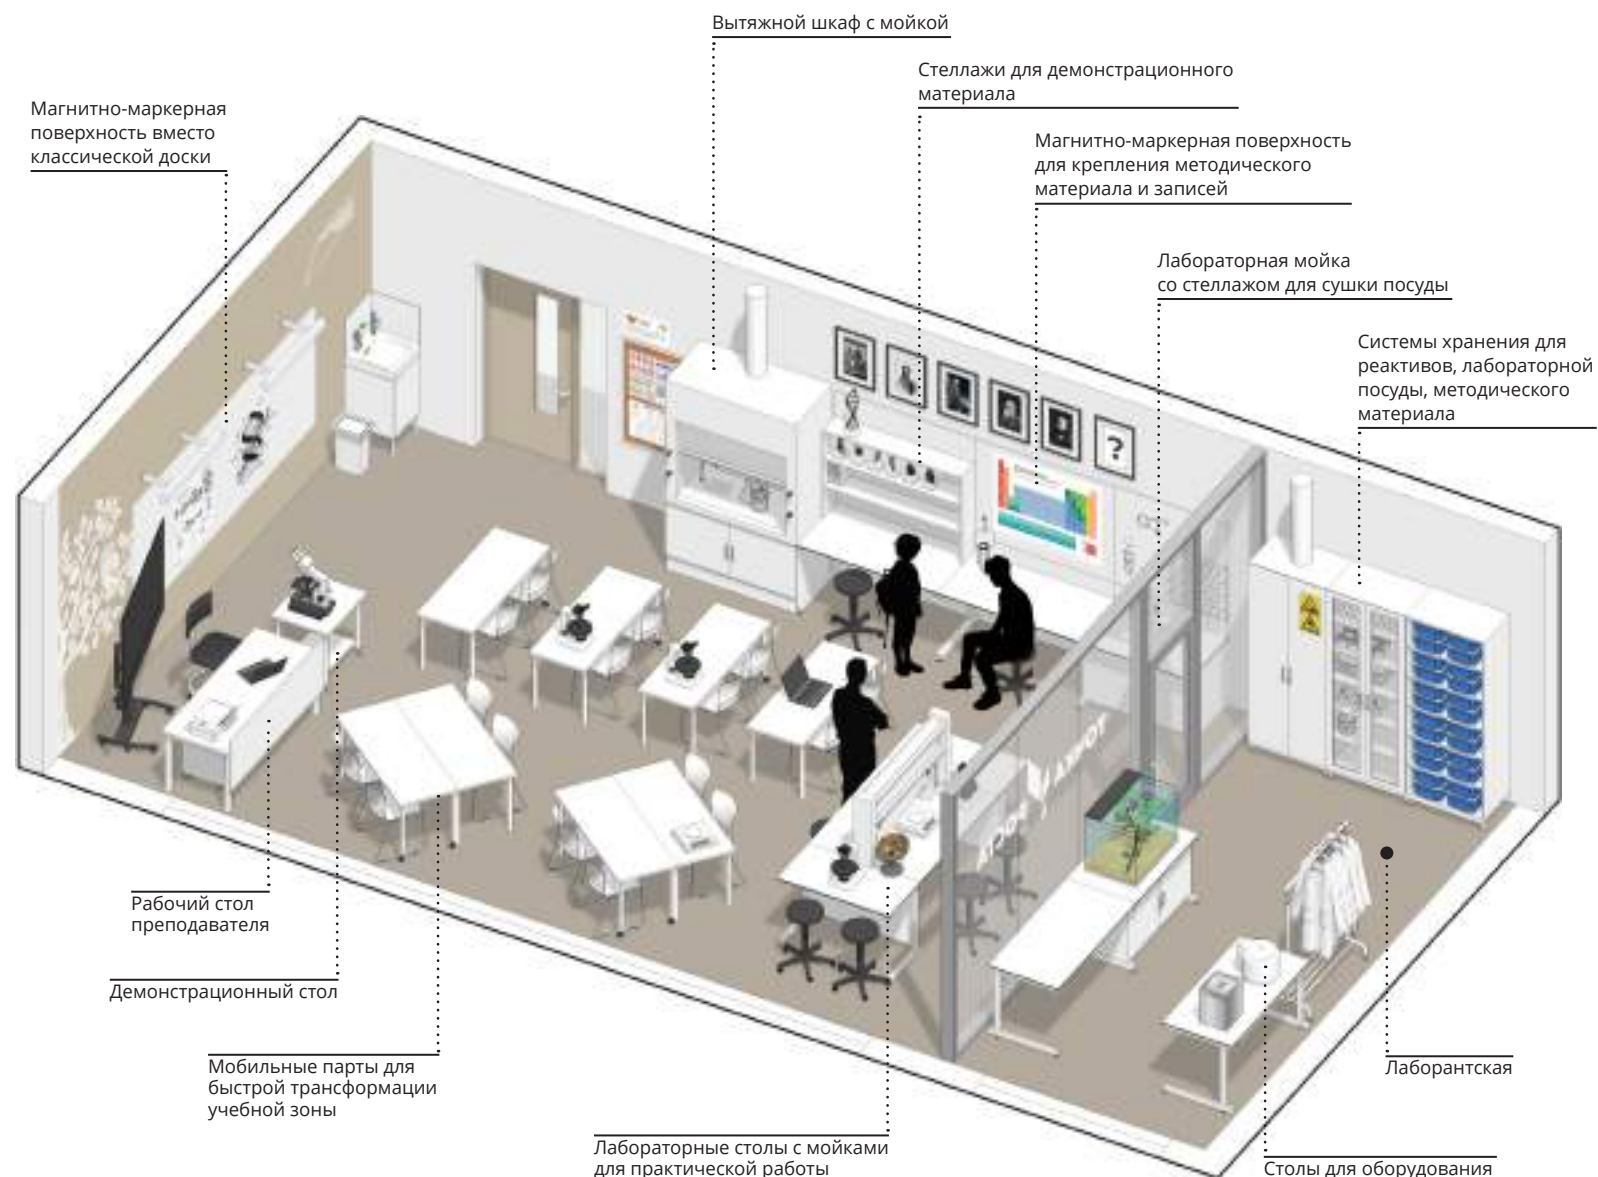 Вытяжной шкаф с мойкой
Стеллажи для демонстрационного
материала
Магнитно-маркерная
поверхность вместо
классической доски
Магнитно-маркерная поверхность
для крепления методического
материала и записей
Лабораторная мойка
со стеллажом для сушки посуды
Системы хранения для
реактивов, лабораторной
посуды, методического
материала
?
Рабочий стол
преподавателя
Демонстрационный стол
Мобильные парты для
быстрой трансформации
учебной зоны
Лабораторные столы с мойками
для практической работы
Лаборантская
Столы для оборудования